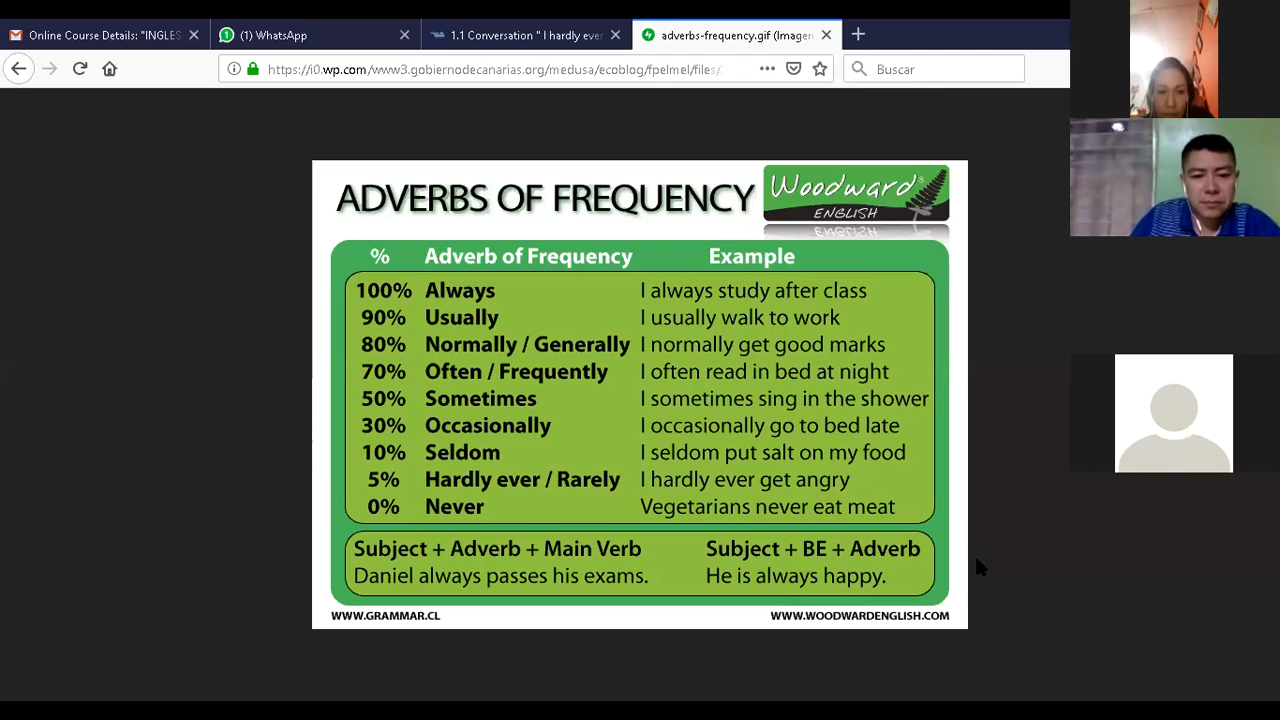 Online Course Details: "INGLES
(1) WhatsApp
1.1 Conversation " I hardly ever
adverbs-frequency.gif (Imagen
https://i0.wp.com/www3.gobiernodecanarias.org/medusa/ecoblog/fpelmel/files/
Buscar
ADVERBS OF FREQUENCY
Woodward®
ENGLISH
% Adverb of Frequency Example
100% Always I always study after class
90% Usually I usually walk to work
80% Normally / Generally I normally get good marks
70% Often / Frequently I often read in bed at night
50% Sometimes I sometimes sing in the shower
30% Occasionally I occasionally go to bed late
10% Seldom I seldom put salt on my food
5% Hardly ever / Rarely I hardly ever get angry
0% Never Vegetarians never eat meat
Subject + Adverb + Main Verb Subject + BE + Adverb
Daniel always passes his exams. He is always happy.
WWW.GRAMMAR.CL WWW.WOODWARDENGLISH.COM